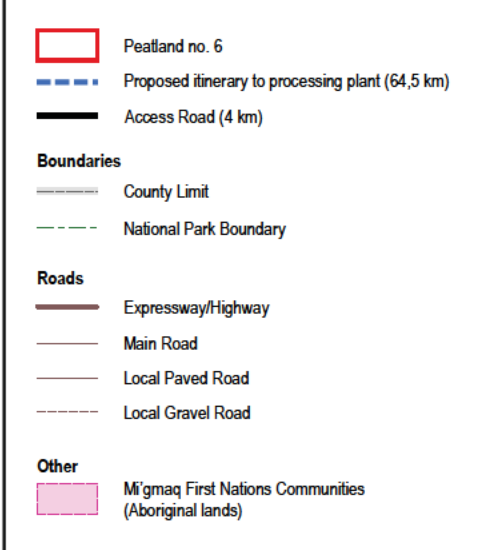 Peatland no. 6
Proposed itinerary to processing plant (64,5 km)
Access Road (4 km)
Boundaries
County Limit
National Park Boundary
Roads
Expressway/Highway
Main Road
Local Paved Road
Local Gravel Road
Other
Mi'gmaq First Nations Communities
(Aboriginal lands)